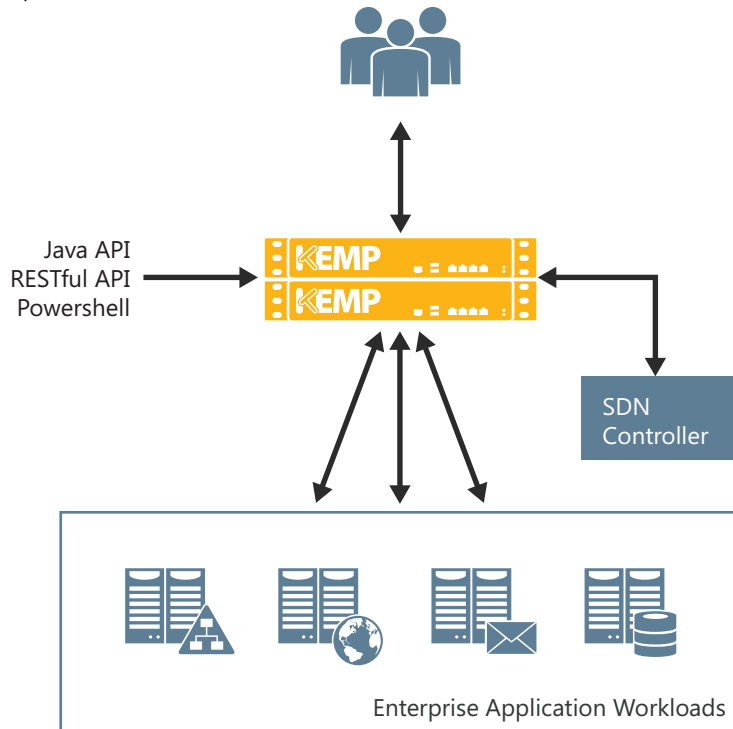 Java API
RESTful API
Powershell
KEMP
KEMP
SDN
Controller
Enterprise Application Workloads